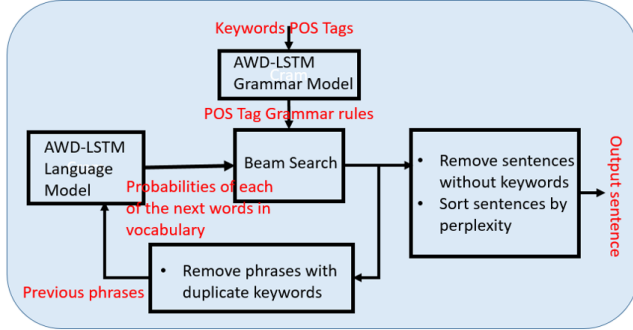 Keywords POS Tags
AWD-LSTM
Grammar Model
POS Tag Grammar rules
AWD-LSTM
Language
Model
Beam Search
Probabilities of each
of the next words in
vocabulary
• Remove sentences
without keywords
• Sort sentences by
perplexity
Output sentence
• Remove phrases with
duplicate keywords
Previous phrases